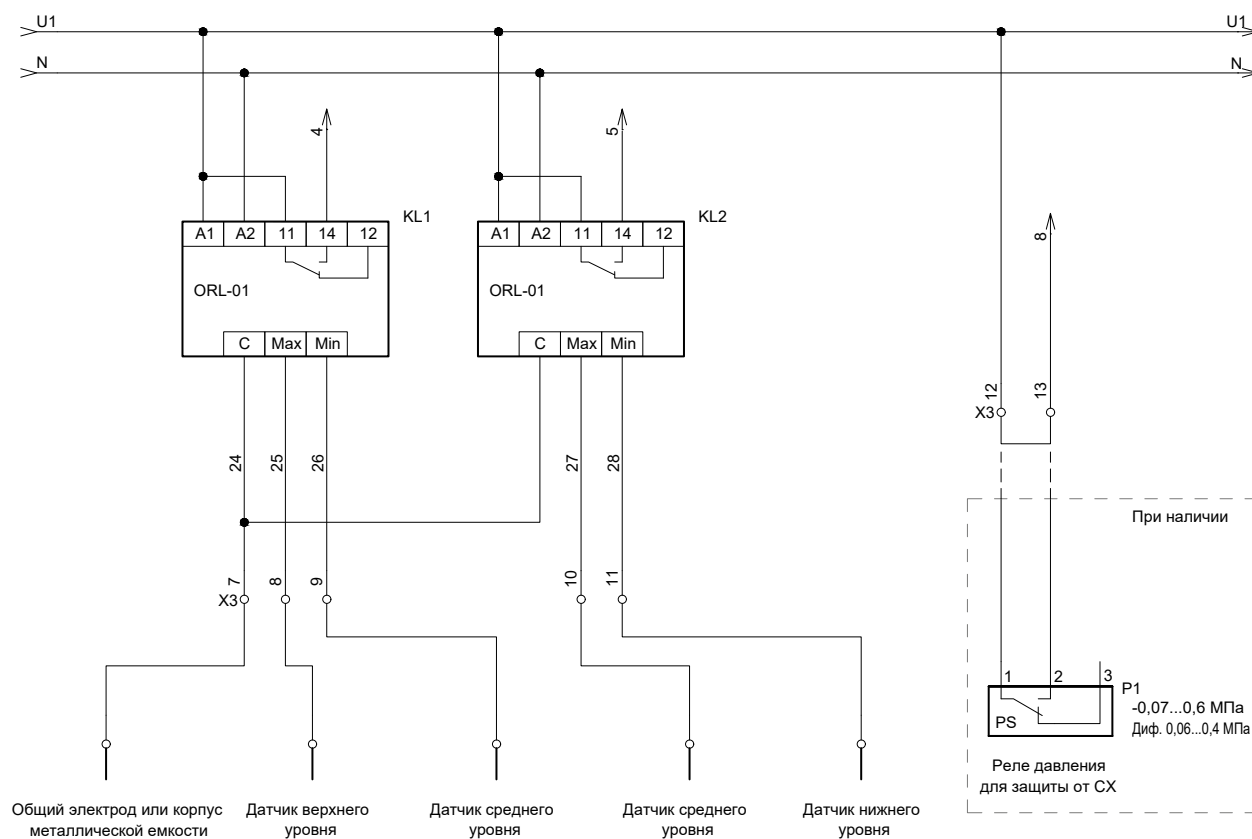 U1 U1
N N
4 5
8
KL1 KL2
A1 A2 11 14 12 A1 A2 11 14 12
ORL-01 ORL-01
C Max Min C Max Min
12 13
X3
24 25 26 27 28
При наличии
7 8 9 10 11
X3
1 2 3
P1
-0,07...0,6 МПа
PS
Диф. 0,06...0,4 МПа
Реле давления
для защиты от СХ
Общий электрод или корпус
металлической емкости
Датчик верхнего
уровня
Датчик среднего
уровня
Датчик среднего
уровня
Датчик нижнего
уровня